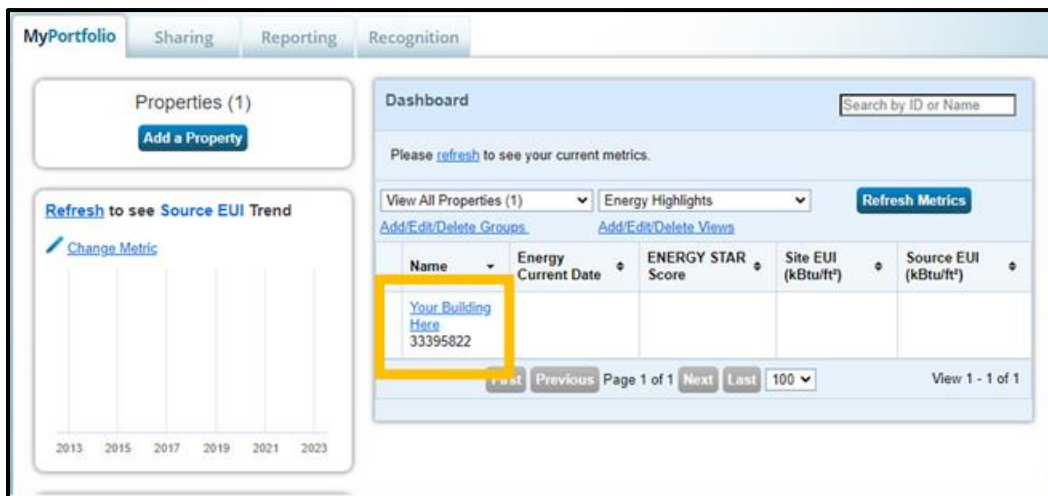 MyPortfolio
Sharing
Reporting
Recognition
Properties (1)
Add a Property
Refresh to see Source EUI Trend
Change Metric
2013 2015 2017 2019 2021 2023
Dashboard
Search by ID or Name
Please refresh to see your current metrics.
View All Properties (1)
Energy Highlights
Refresh Metrics
Add/Edit/Delete Groups
Add/Edit/Delete Views
Name
Energy
Current Date
ENERGY STAR
Score
Site EUI
(kBtu/ft²)
Source EUI
(kBtu/ft²)
Your Building
Here
33395822
First Previous Page 1 of 1 Next Last 100 View 1 - 1 of 1